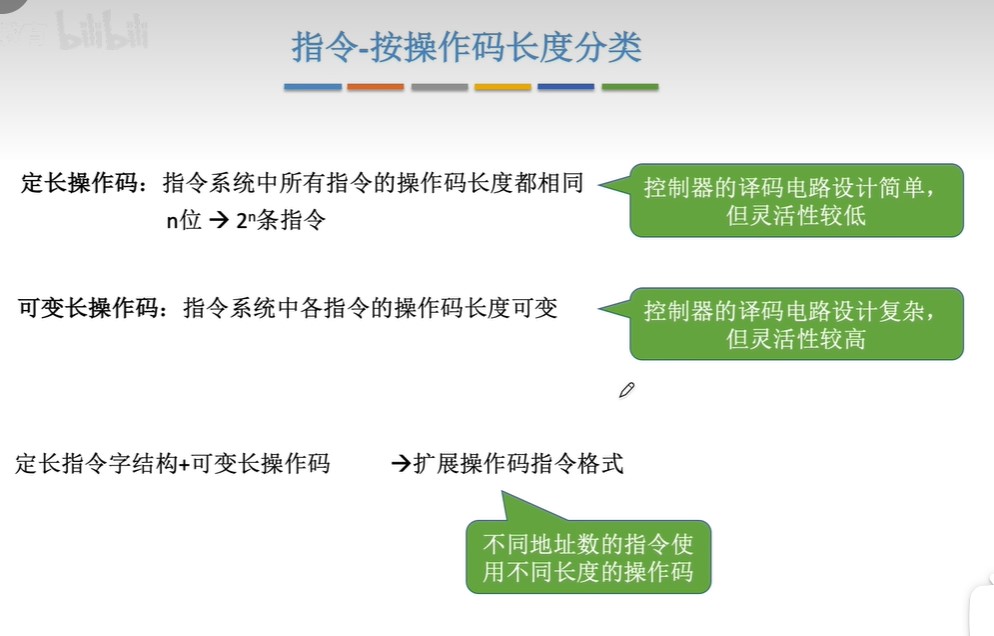 bilibili
指令-按操作码长度分类
定长操作码：指令系统中所有指令的操作码长度都相同
n位 → 2ⁿ条指令
控制器的译码电路设计简单，
但灵活性较低
可变长操作码：指令系统中各指令的操作码长度可变
控制器的译码电路设计复杂，
但灵活性较高
定长指令字结构+可变长操作码 →扩展操作码指令格式
不同地址数的指令使
用不同长度的操作码